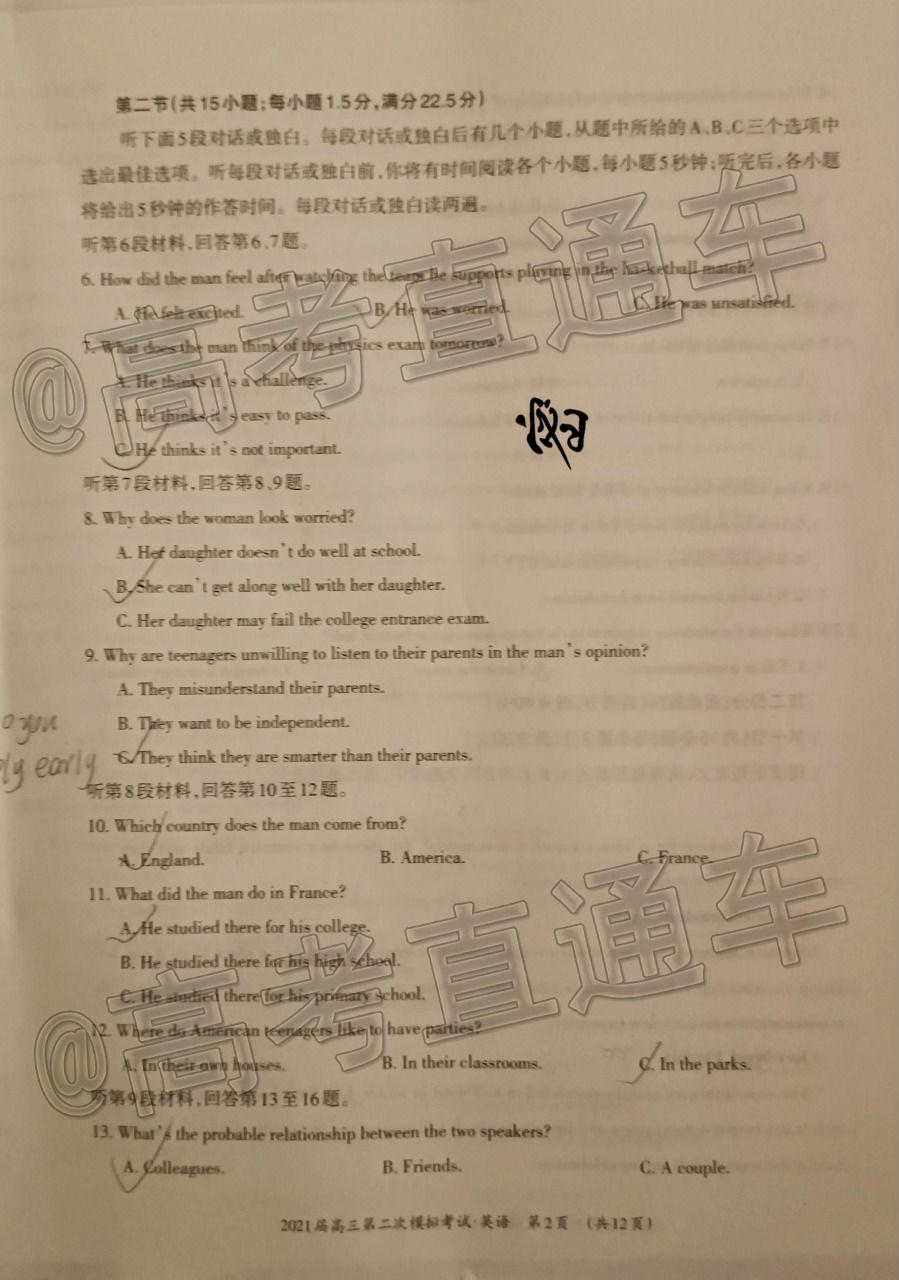 第二节(共15小题;每小题1.5分,满分22.5分)
听下面5段对话或独白。每段对话或独白后有几个小题,从题中所给的A、B、C三个选项中
选出最佳选项。听每段对话或独白前,你将有时间阅读各个小题,每小题5秒钟;听完后,各小题
将给出5秒钟的作答时间。每段对话或独白读两遍。
听第6段材料,回答第6、7题。
6. How did the man feel after watching the team he supports playing in the basketball match?
A. He felt excited. B. He was worried. C. He was unsatisfied.
7. What does the man think of the physics exam tomorrow?
A. He thinks it's a challenge.
B. He thinks it's easy to pass.
C. He thinks it's not important.
听第7段材料,回答第8、9题。
8. Why does the woman look worried?
A. Her daughter doesn't do well at school.
B. She can't get along well with her daughter.
C. Her daughter may fail the college entrance exam.
9. Why are teenagers unwilling to listen to their parents in the man's opinion?
A. They misunderstand their parents.
B. They want to be independent.
C. They think they are smarter than their parents.
early
听第8段材料,回答第10至12题。
10. Which country does the man come from?
A. England. B. America. C. France.
11. What did the man do in France?
A. He studied there for his college.
B. He studied there for his high school.
C. He studied there for his primary school.
12. Where do American teenagers like to have parties?
A. In their own houses. B. In their classrooms. C. In the parks.
听第9段材料,回答第13至16题。
13. What's the probable relationship between the two speakers?
A. Colleagues. B. Friends. C. A couple.
2021届高三第二次模拟考试·英语 第2页 (共12页)
@高考直通车
@高考直通车